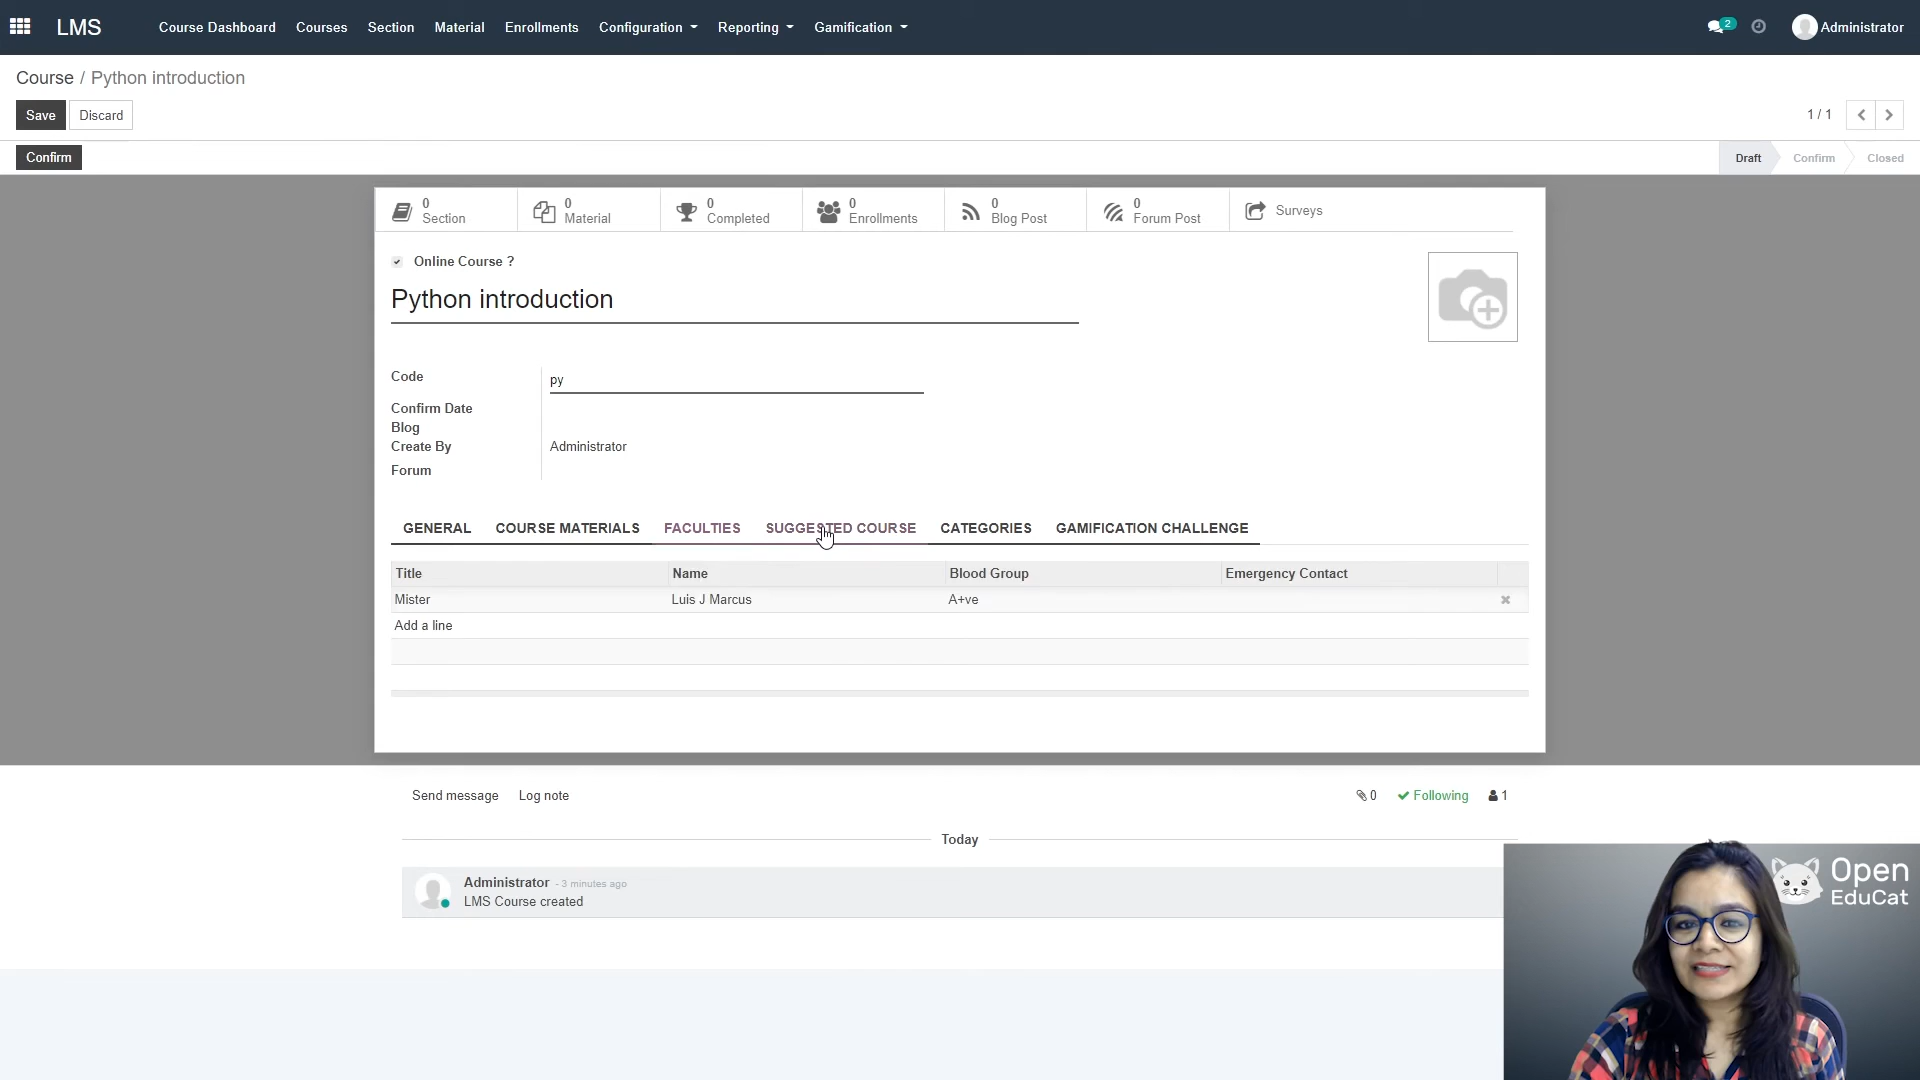 LMS
Course Dashboard Courses Section Material Enrollments Configuration Reporting Gamification
2
Administrator
Course / Python introduction
Save Discard
1 / 1
Confirm
Draft Confirm Closed
0 Section
0 Material
0 Completed
0 Enrollments
0 Blog Post
0 Forum Post
Surveys
Online Course ?
Python introduction
Code py
Confirm Date
Blog
Create By Administrator
Forum
GENERAL COURSE MATERIALS FACULTIES SUGGESTED COURSE CATEGORIES GAMIFICATION CHALLENGE
Title Name Blood Group Emergency Contact
Mister Luis J Marcus A+ve
Add a line
Send message Log note
0 Following 1
Today
Administrator - 3 minutes ago
LMS Course created
Open
EduCat